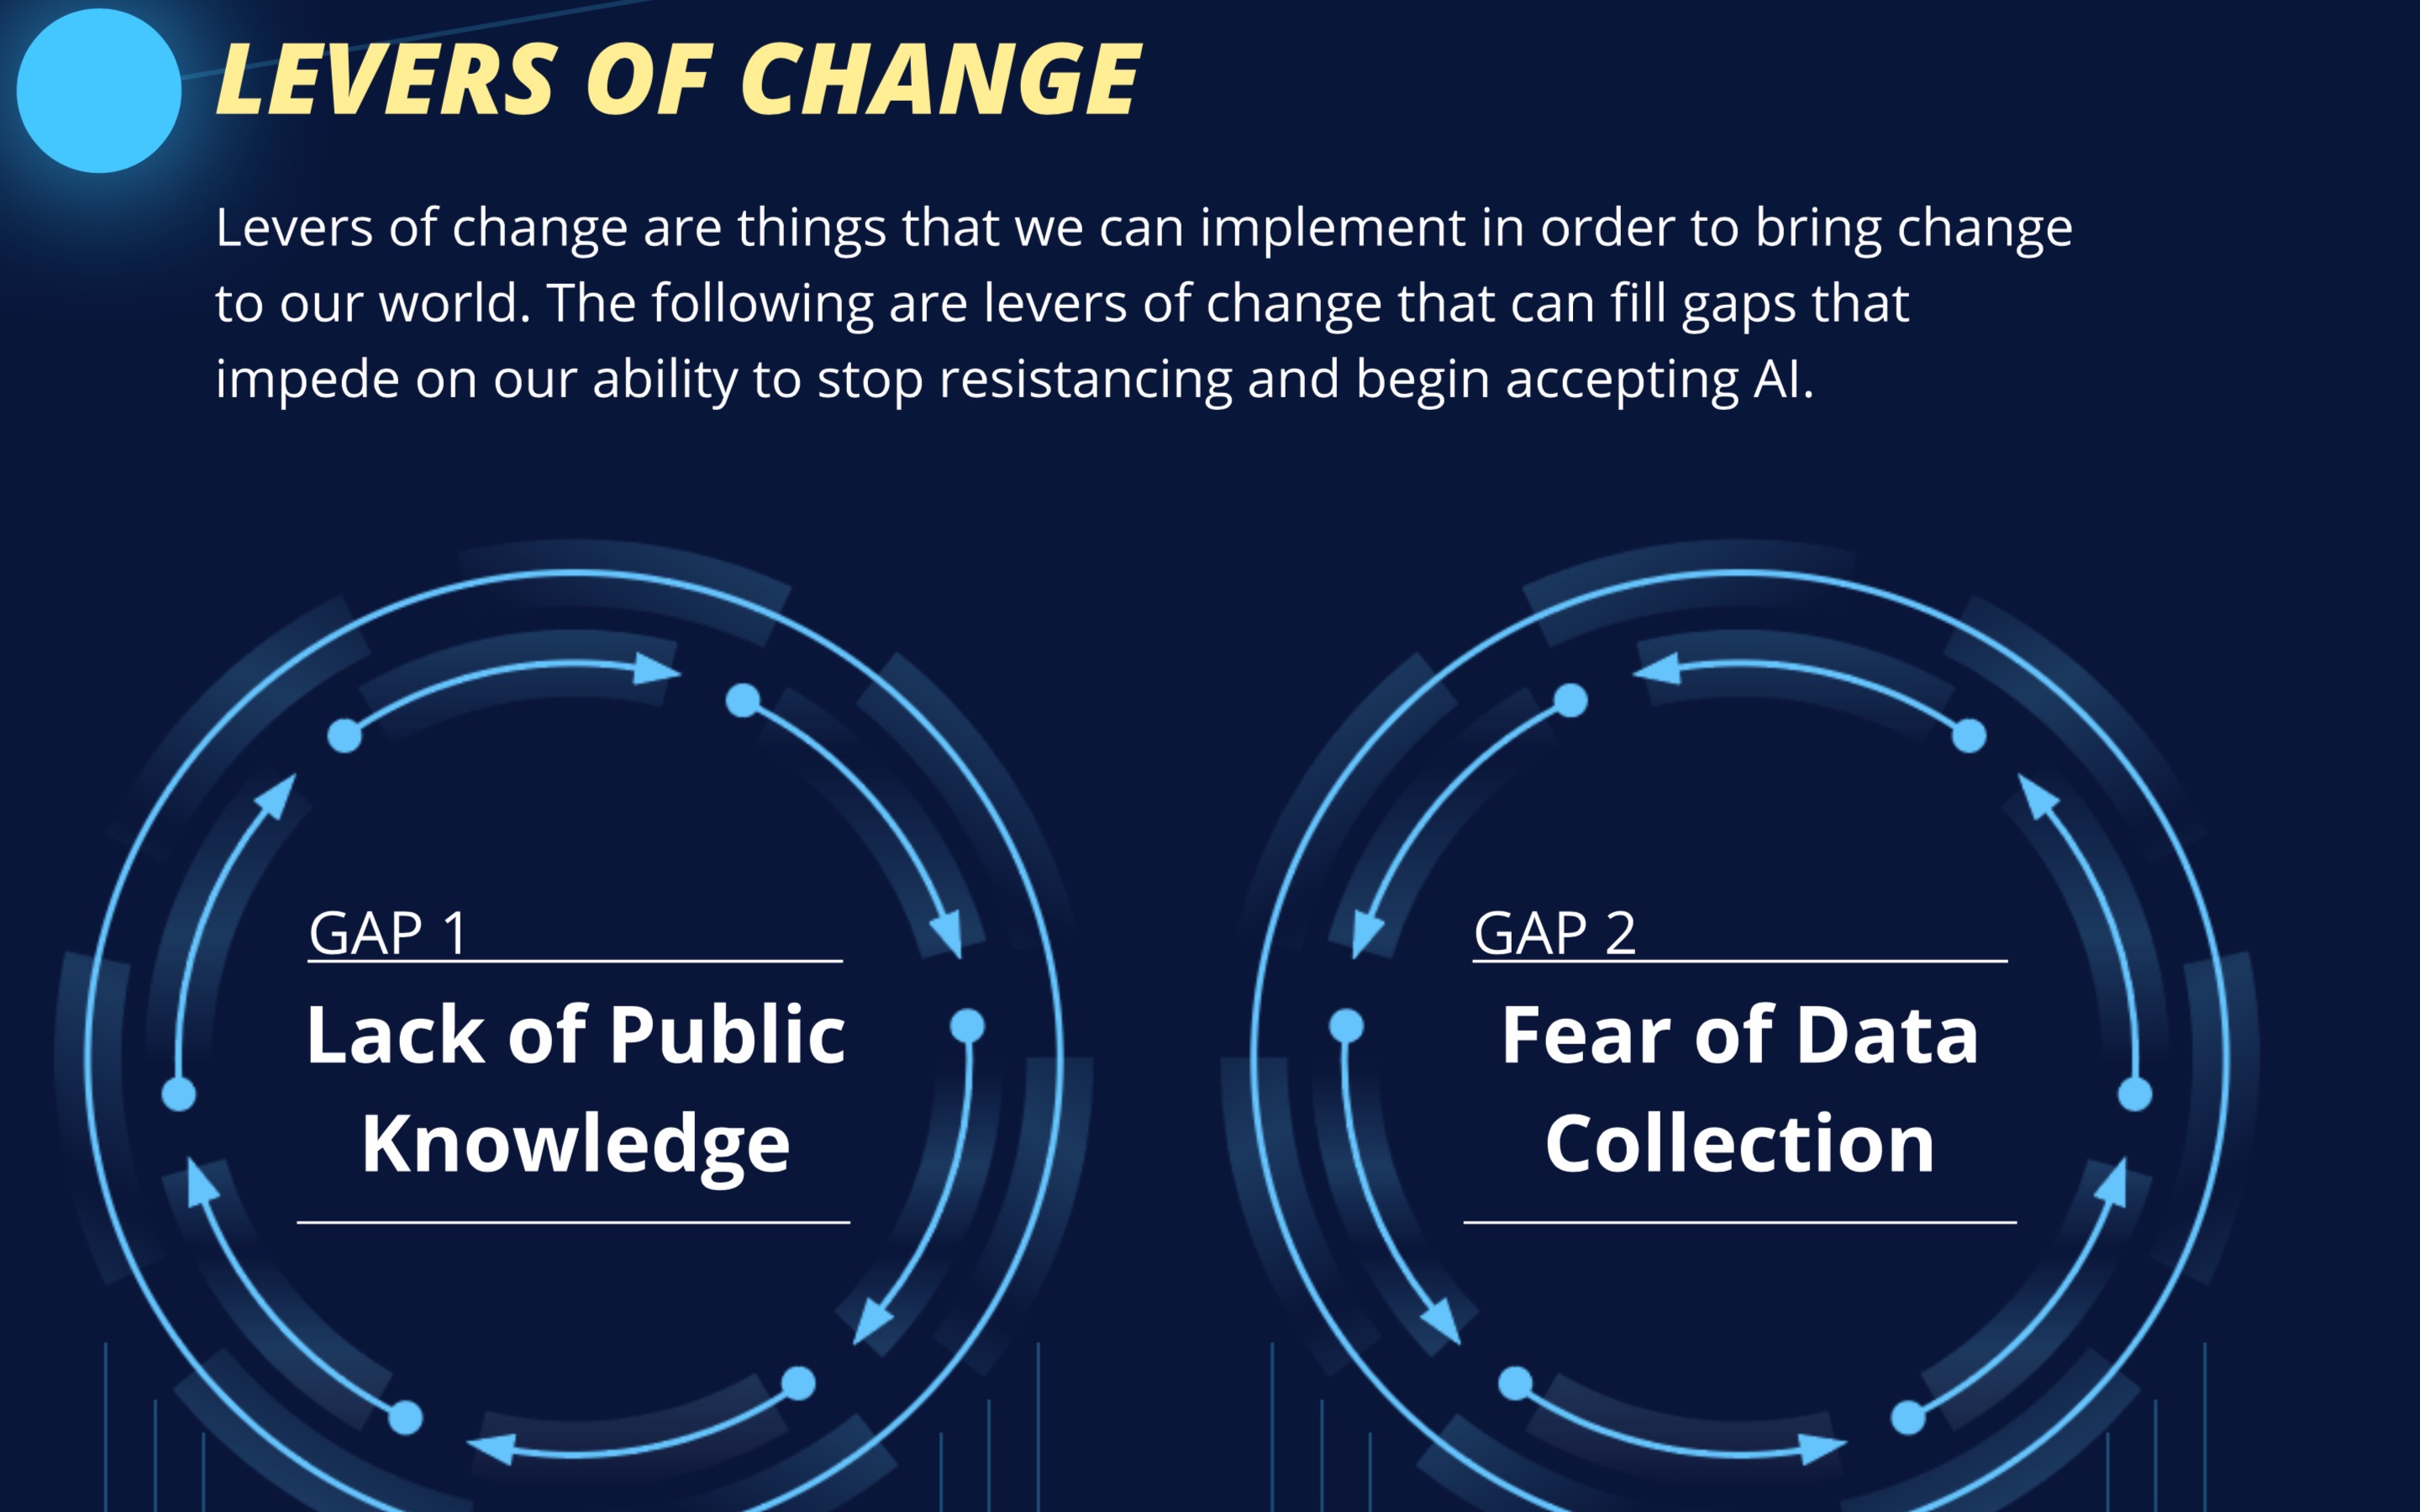 LEVERS OF CHANGE
Levers of change are things that we can implement in order to bring change
to our world. The following are levers of change that can fill gaps that
impede on our ability to stop resistancing and begin accepting AI.
GAP 1
Lack of Public
Knowledge
GAP 2
Fear of Data
Collection